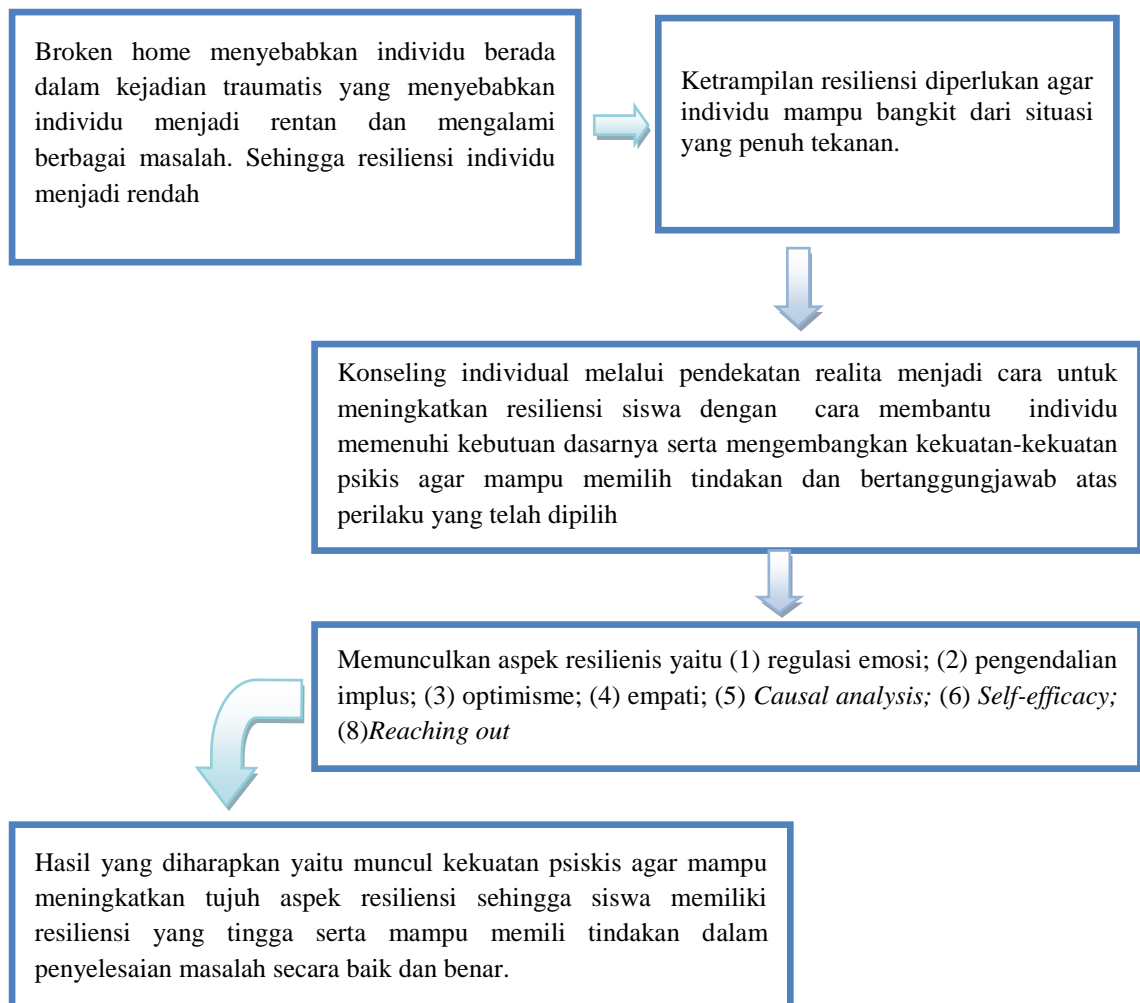 Broken home menyebabkan individu berada
dalam kejadian traumatis yang menyebabkan
individu menjadi rentan dan mengalami
berbagai masalah. Sehingga resiliensi individu
menjadi rendah
Ketrampilan resiliensi diperlukan agar
individu mampu bangkit dari situasi
yang penuh tekanan.
Konseling individual melalui pendekatan realita menjadi cara untuk
meningkatkan resiliensi siswa dengan cara membantu individu
memenuhi kebutuan dasarnya serta mengembangkan kekuatan-kekuatan
psikis agar mampu memilih tindakan dan bertanggungjawab atas
perilaku yang telah dipilih
Memunculkan aspek resilienis yaitu (1) regulasi emosi; (2) pengendalian
implus; (3) optimisme; (4) empati; (5) Causal analysis; (6) Self-efficacy;
(8)Reaching out
Hasil yang diharapkan yaitu muncul kekuatan psiskis agar mampu
meningkatkan tujuh aspek resiliensi sehingga siswa memiliki
resiliensi yang tingga serta mampu memili tindakan dalam
penyelesaian masalah secara baik dan benar.